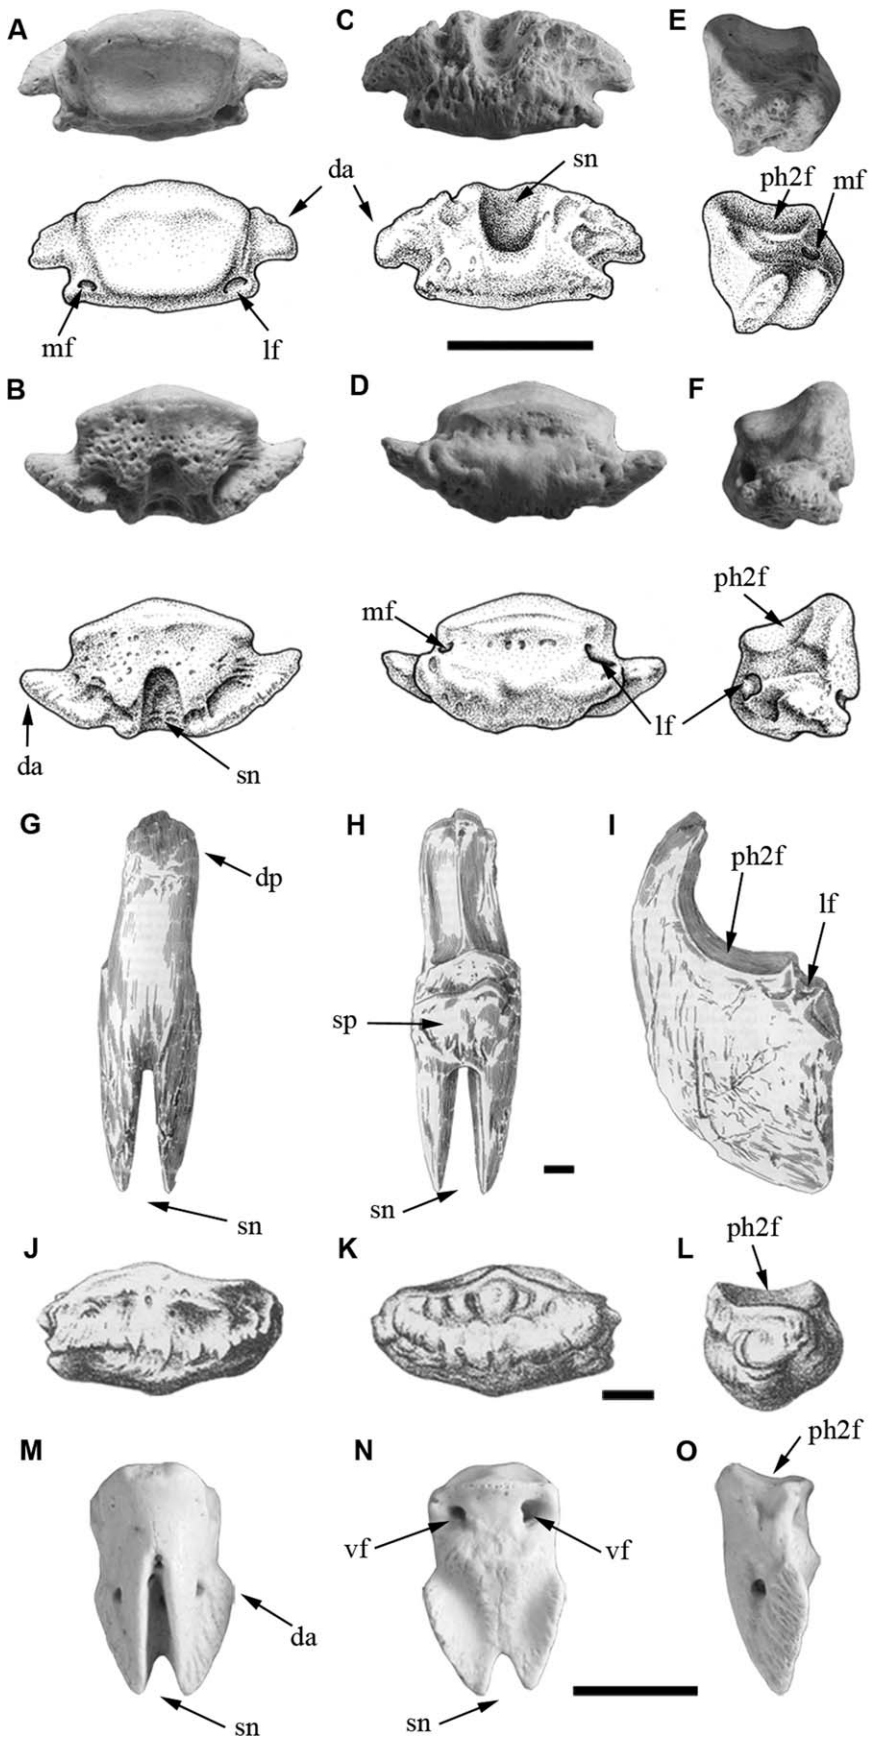 A
C
E
sn
da
ph2f
mf
mf
lf
B
D
F
ph2f
mf
da
sn
lf
G
H
I
ph2f
dp
lf
sp
sn
sn
J
K
L
ph2f
M
N
O
ph2f
vf
vf
da
sn
sn